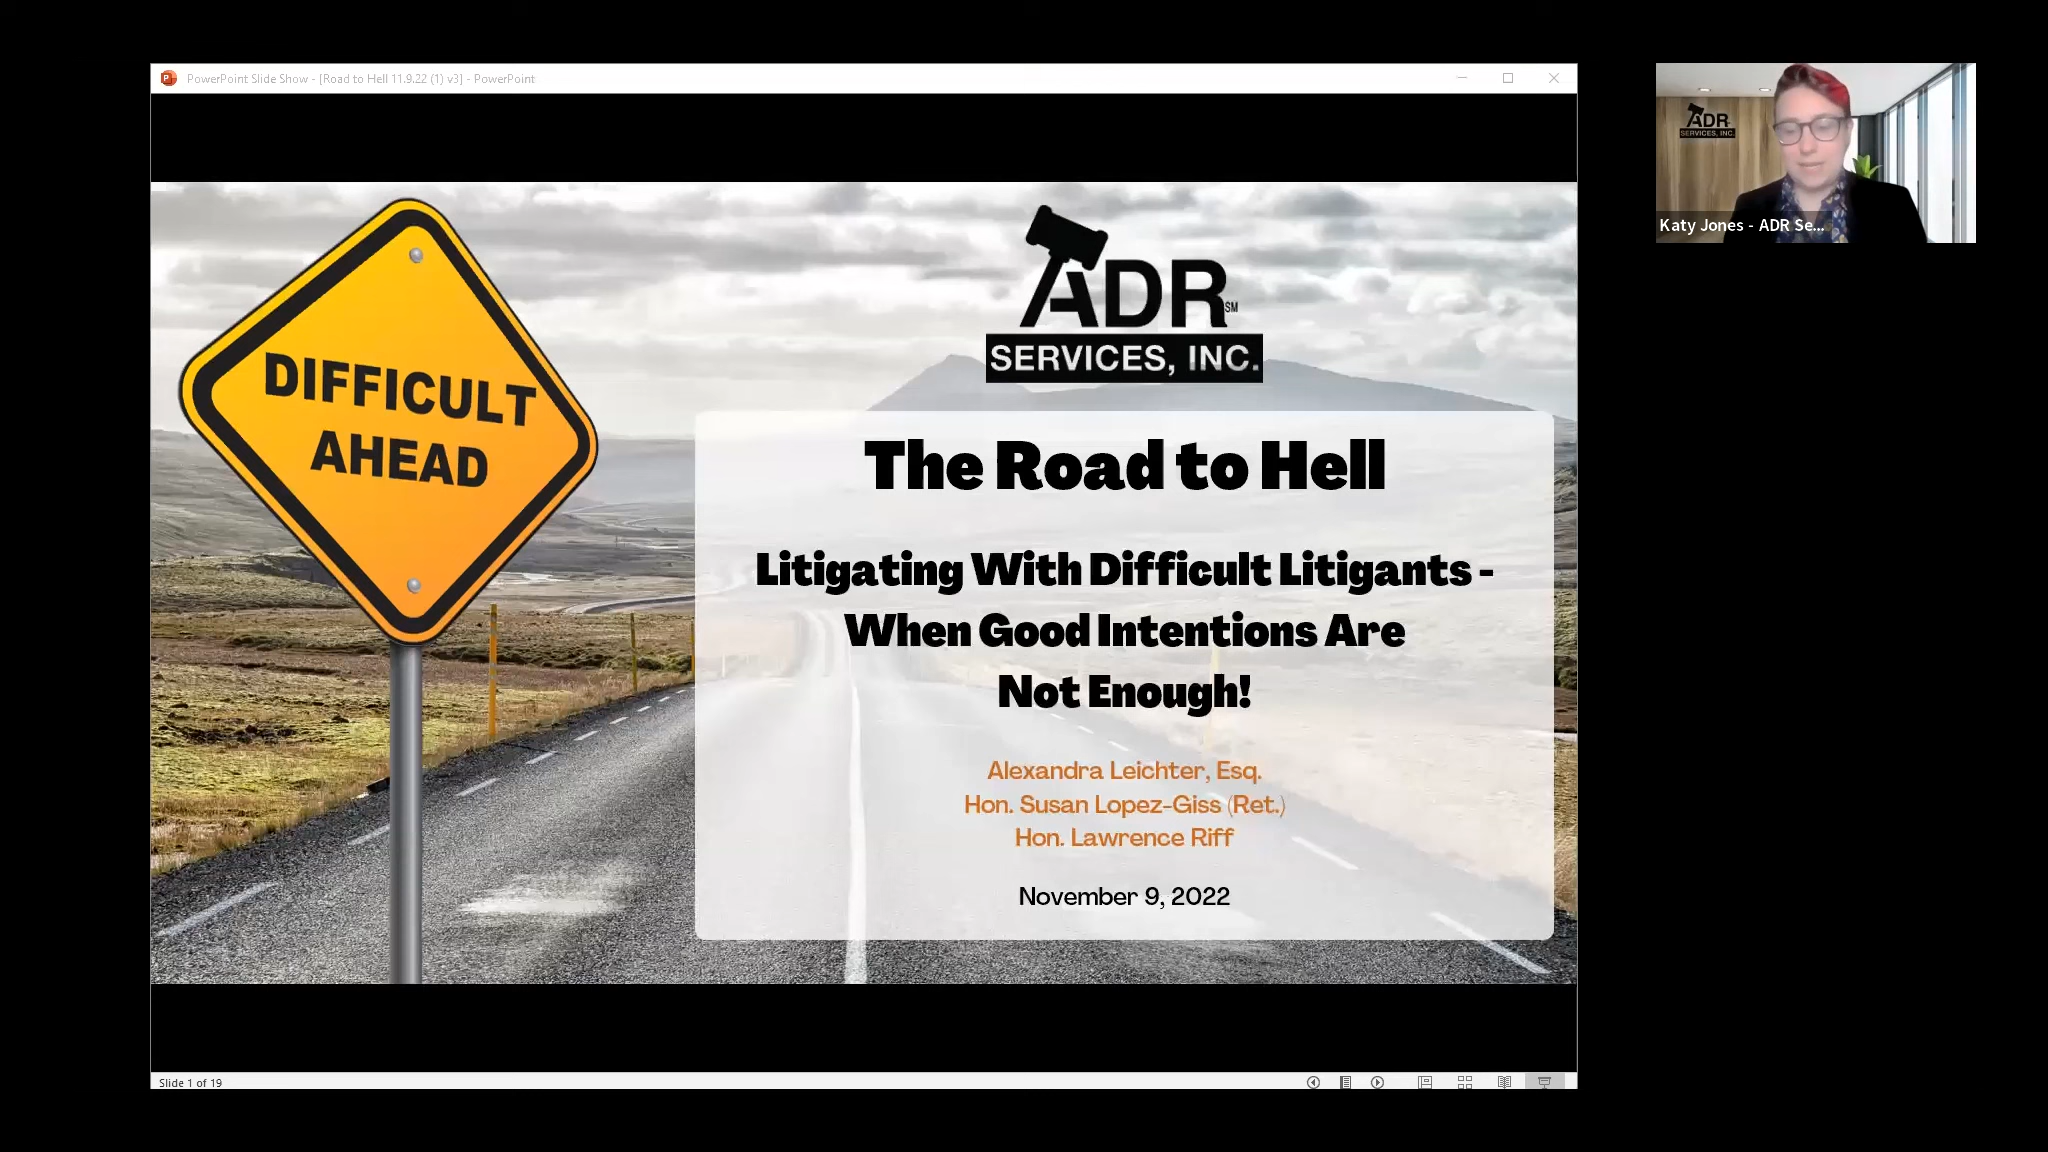 PowerPoint Slide Show - [Road to Hell 11.9.22 (1) v3] - PowerPoint
DIFFICULT
AHEAD
ADR
SM
SERVICES, INC.
The Road to Hell
Litigating With Difficult Litigants -
When Good Intentions Are
Not Enough!
Alexandra Leichter, Esq.
Hon. Susan Lopez-Giss (Ret.)
Hon. Lawrence Riff
November 9, 2022
Slide 1 of 19
ADR
SERVICES, INC.
Katy Jones - ADR Se...